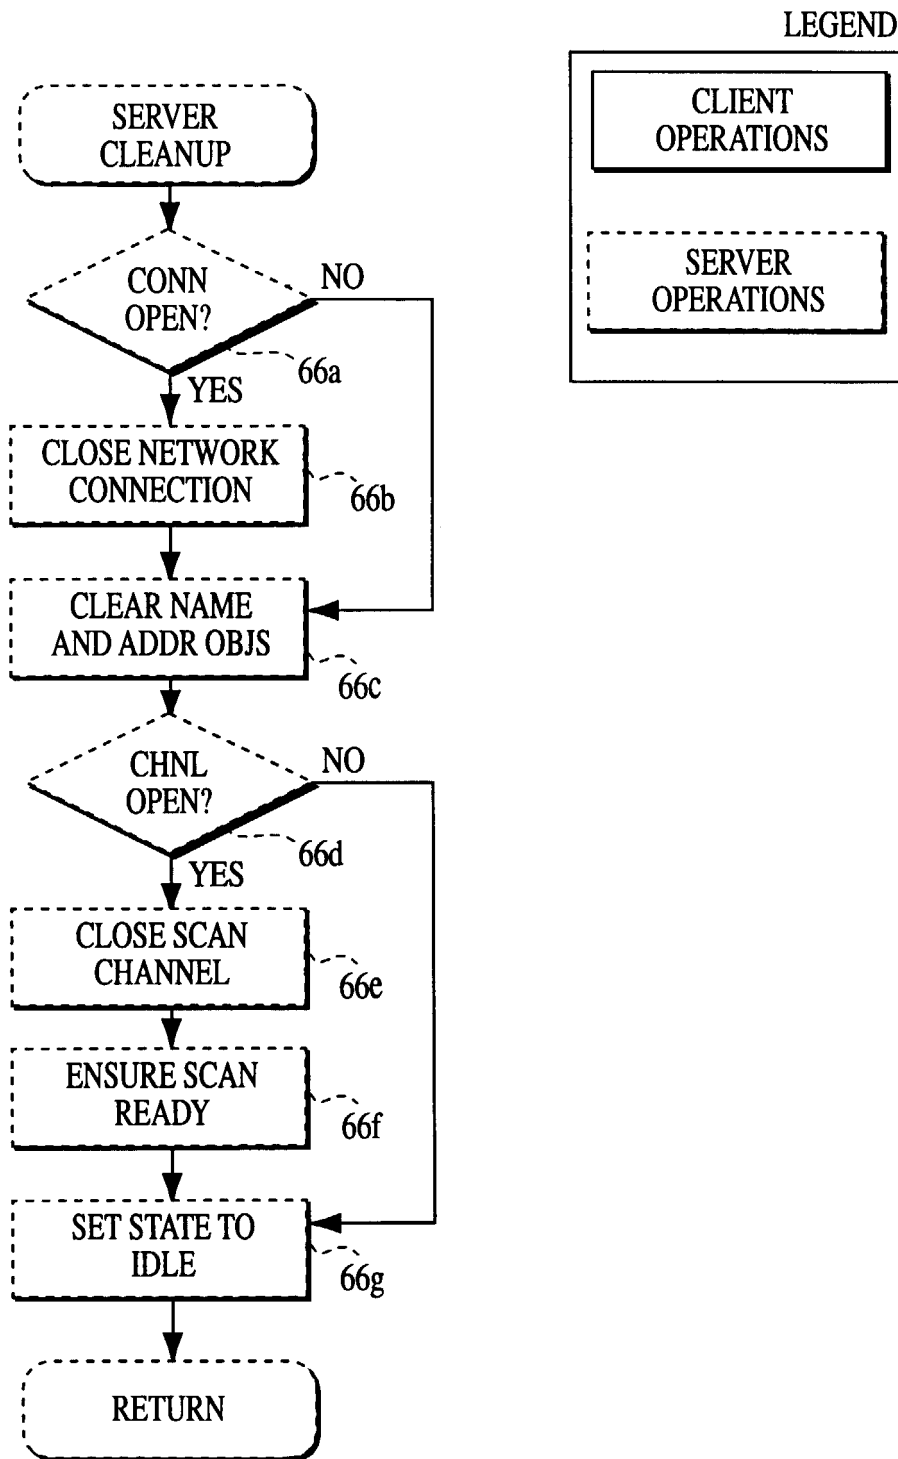 LEGEND
CLIENT
OPERATIONS
SERVER
OPERATIONS
SERVER
CLEANUP
CONN
OPEN?
NO
66a
YES
CLOSE NETWORK
CONNECTION
66b
CLEAR NAME
AND ADDR OBJS
66c
CHNL
OPEN?
NO
66d
YES
CLOSE SCAN
CHANNEL
66e
ENSURE SCAN
READY
66f
SET STATE TO
IDLE
66g
RETURN